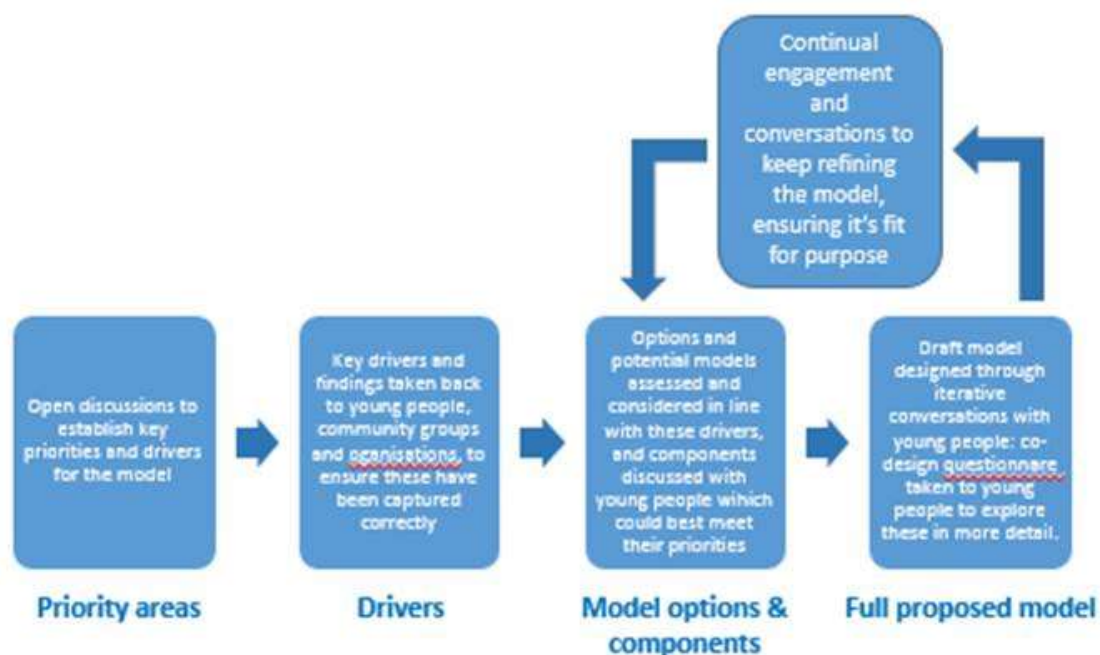 Continual
engagement
and
conversations to
keep refining
the model,
ensuring it's fit
for purpose
Open discussions to
establish key
priorities and drivers
for the model
Key drivers and
findings taken back
to young people,
community groups
and oganisations, to
ensure these have
been captured
correctly
Options and
potential models
assessed and
considered in line
with these drivers,
and components
discussed with
young people wihich
could best meet
their priorities
Draft model
designed through
iterative
conversations with
young people: co-
design questionnare
taken to young
people to explore
these in more detail.
Priority areas
Drivers
Model options &
components
Full proposed model